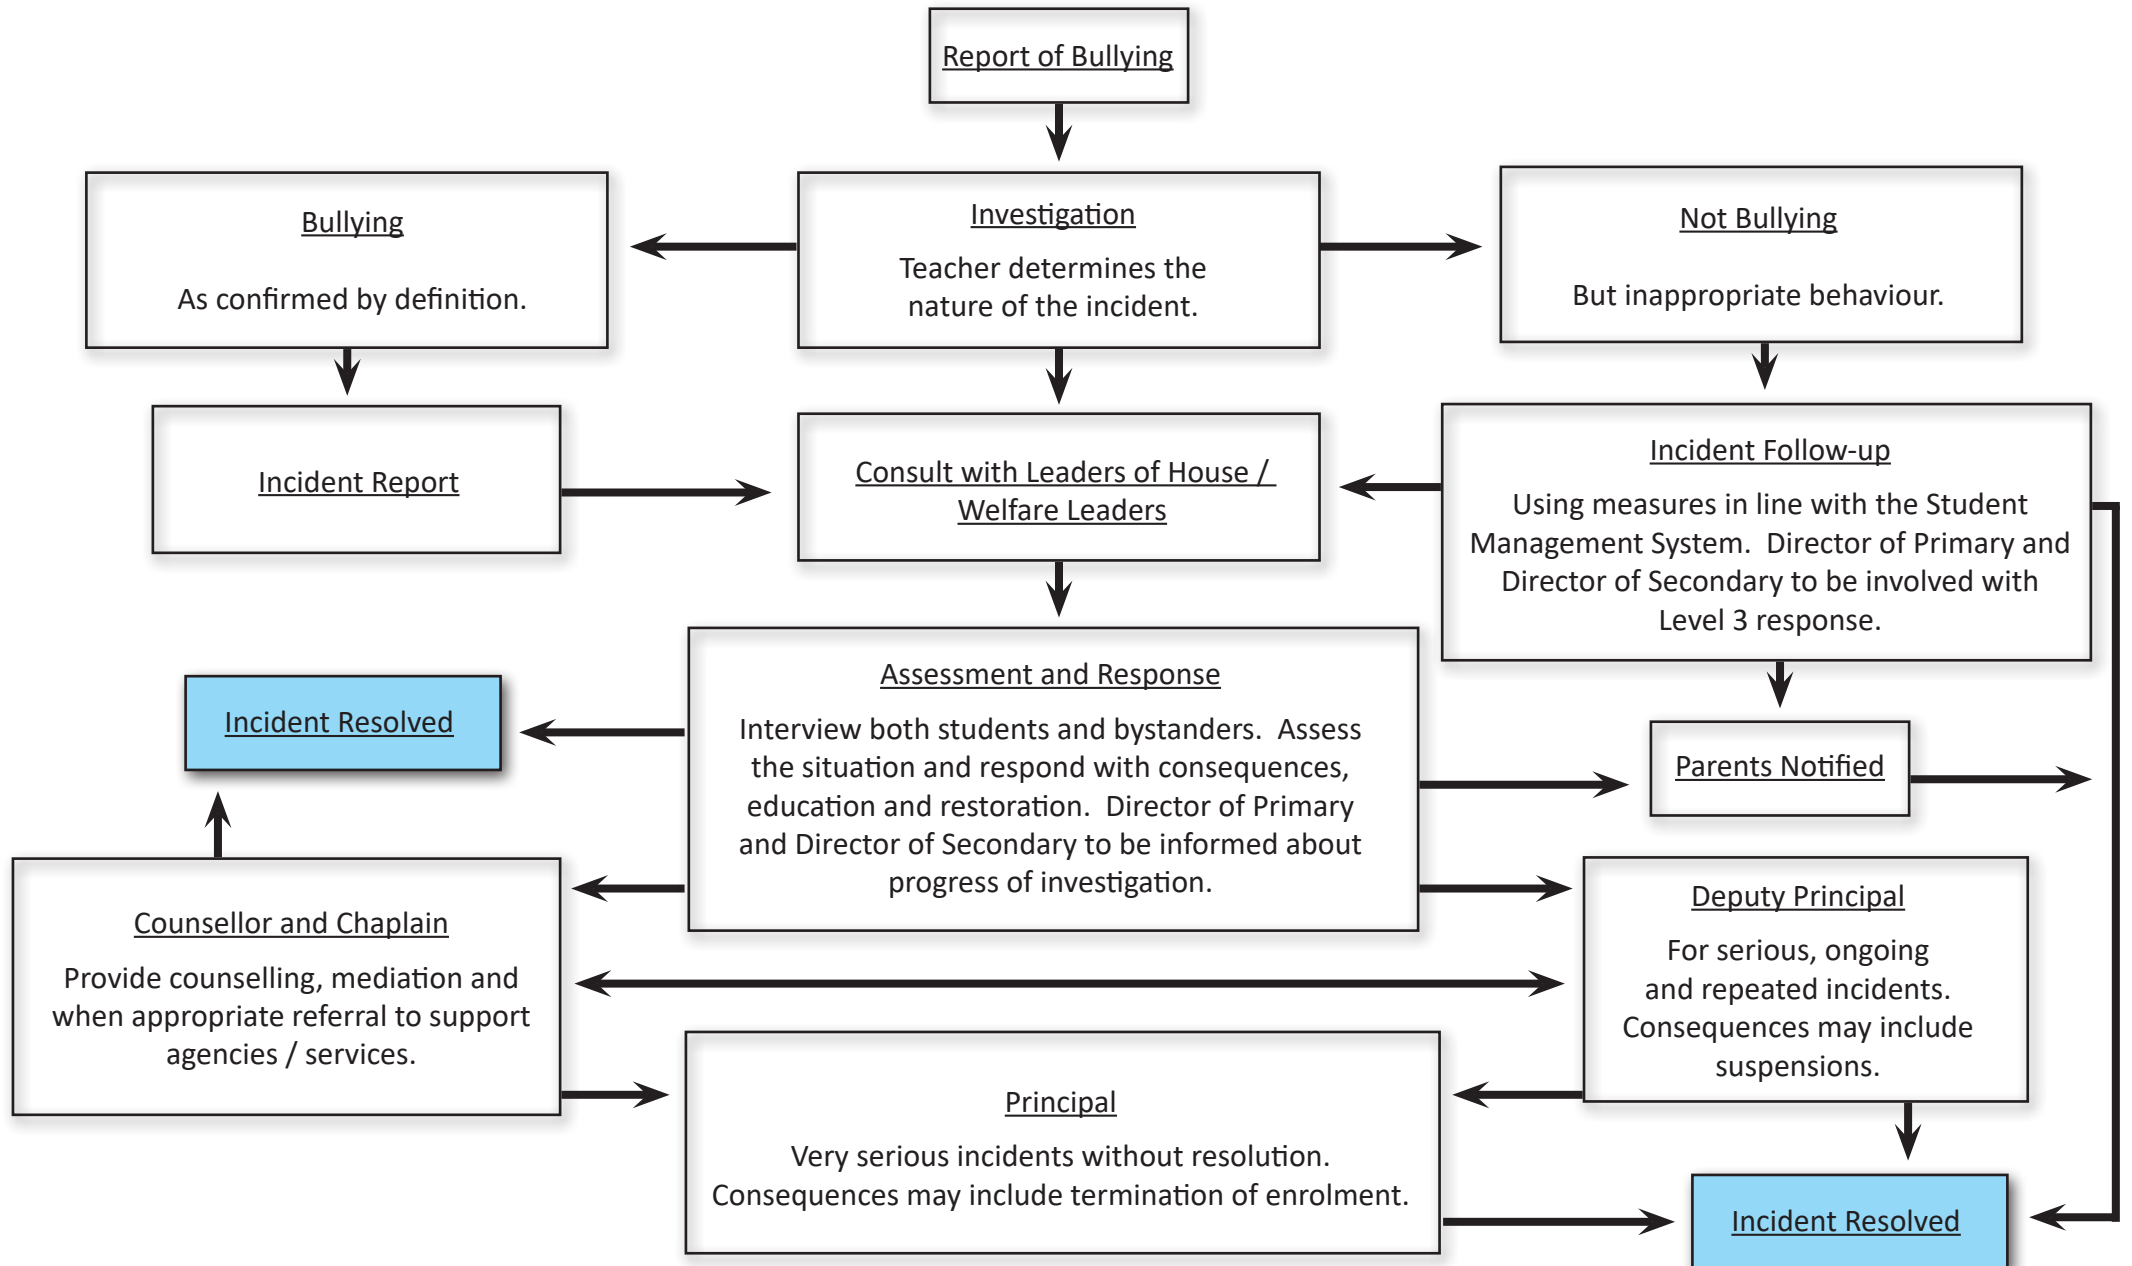 Report of Bullying
Bullying
As confirmed by definition.
Investigation
Teacher determines the
nature of the incident.
Not Bullying
But inappropriate behaviour.
Incident Report
Consult with Leaders of House /
Welfare Leaders
Incident Follow-up
Using measures in line with the Student
Management System.  Director of Primary and
Director of Secondary to be involved with
Level 3 response.
Incident Resolved
Assessment and Response
Interview both students and bystanders.  Assess
the situation and respond with consequences,
education and restoration.  Director of Primary
and Director of Secondary to be informed about
progress of investigation.
Parents Notified
Counsellor and Chaplain
Provide counselling, mediation and
when appropriate referral to support
agencies / services.
Deputy Principal
For serious, ongoing
and repeated incidents.
Consequences may include
suspensions.
Principal
Very serious incidents without resolution.
Consequences may include termination of enrolment.
Incident Resolved